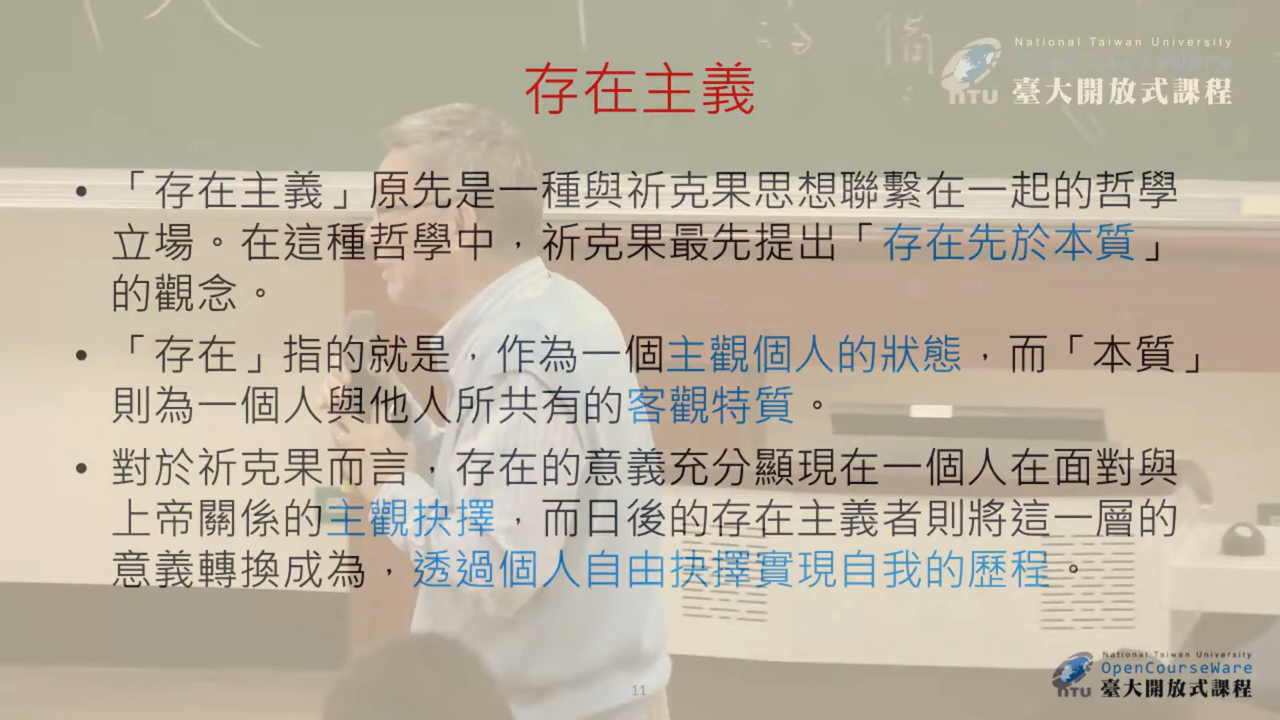 National Taiwan University
NTU 臺大開放式課程
存在主義
• 「存在主義」原先是一種與祈克果思想聯繫在一起的哲學
立場。在這種哲學中，祈克果最先提出「存在先於本質」
的觀念。
• 「存在」指的就是，作為一個主觀個人的狀態，而「本質」
則為一個人與他人所共有的客觀特質。
• 對於祈克果而言，存在的意義充分顯現在一個人在面對與
上帝關係的主觀抉擇，而日後的存在主義者則將這一層的
意義轉換成為，透過個人自由抉擇實現自我的歷程。
11
National Taiwan University
OpenCourseWare
NTU 臺大開放式課程